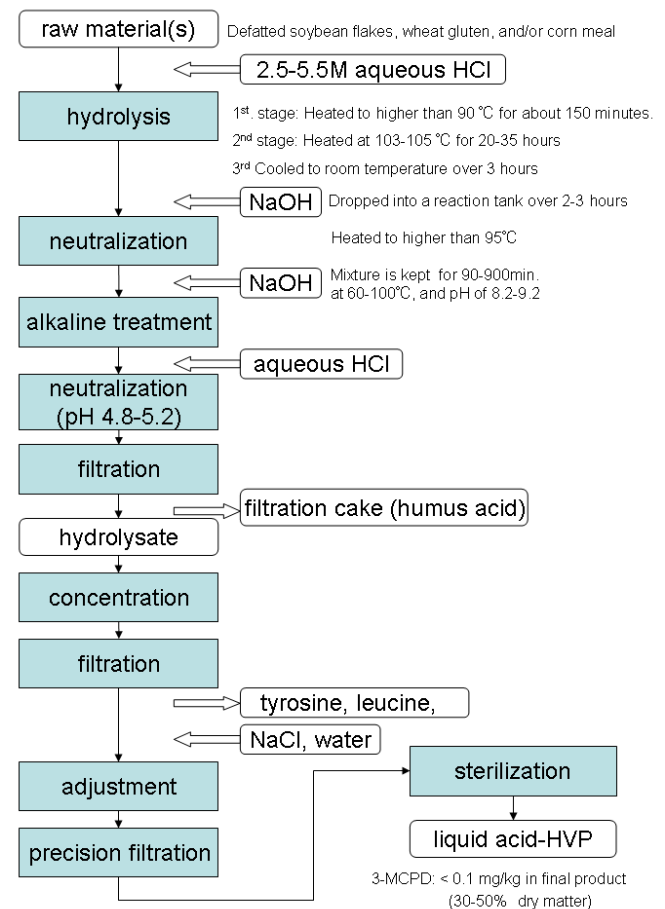 raw material(s)
Defatted soybean flakes, wheat gluten, and/or corn meal
2.5-5.5M aqueous HCl
hydrolysis
1st. stage: Heated to higher than 90 ℃ for about 150 minutes.
2nd stage: Heated at 103-105 ℃ for 20-35 hours
3rd Cooled to room temperature over 3 hours
NaOH
Dropped into a reaction tank over 2-3 hours
neutralization
Heated to higher than 95℃
NaOH
Mixture is kept for 90-900min.
at 60-100℃, and pH of 8.2-9.2
alkaline treatment
aqueous HCl
neutralization
(pH 4.8-5.2)
filtration
filtration cake (humus acid)
hydrolysate
concentration
filtration
tyrosine, leucine,
NaCl, water
adjustment
sterilization
precision filtration
liquid acid-HVP
3-MCPD: < 0.1 mg/kg in final product
(30-50% dry matter)